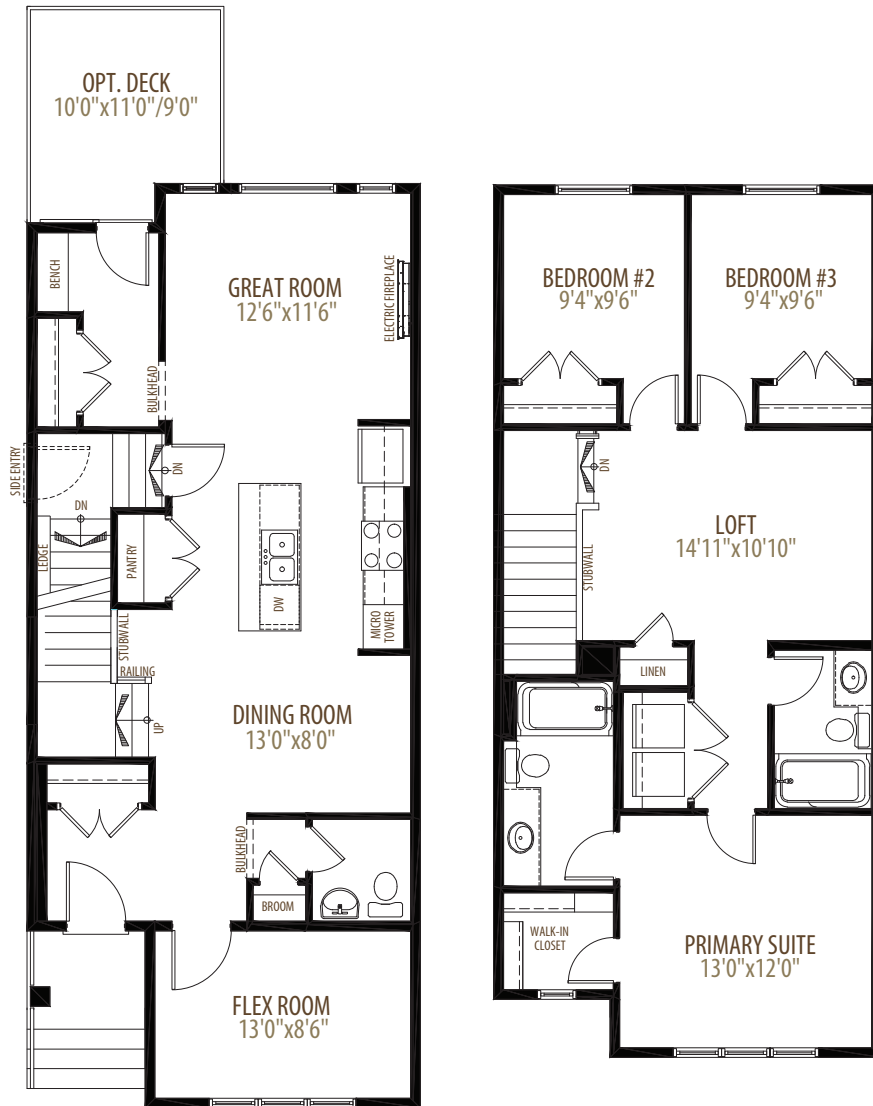 OPT. DECK
10'0"x11'0"/9'0"
BENCH
GREAT ROOM
12'6"x11'6"
ELECTRIC FIREPLACE
BULKHEAD
SIDE ENTRY
DN
DN
LEDGE
PANTRY
DW
MICRO
TOWER
STUBWALL
RAILING
UP
DINING ROOM
13'0"x8'0"
BULKHEAD
BROOM
FLEX ROOM
13'0"x8'6"
BEDROOM #2
9'4"x9'6"
BEDROOM #3
9'4"x9'6"
DN
LOFT
14'11"x10'10"
STUBWALL
LINEN
WALK-IN
CLOSET
PRIMARY SUITE
13'0"x12'0"